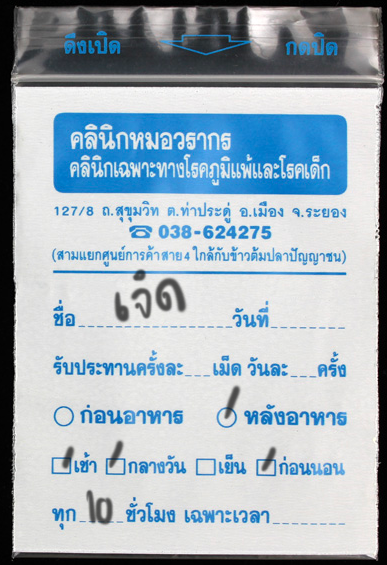 ดึงเปิด กดปิด
คลินิกหมอวรากร
คลินิกเฉพาะทางโรคภูมิแพ้และโรคเด็ก
127/8 ถ.สุขุมวิท ต.ท่าประดู่ อ.เมือง จ.ระยอง
☎ 038-624275
(สามแยกศูนย์การค้าสาย 4 ใกล้กับข้าวต้มปลาปัญญาชน)
ชื่อ เจิด วันที่
รับประทานครั้งละ___เม็ด วันละ___ครั้ง
ก่อนอาหาร หลังอาหาร
เช้า กลางวัน เย็น ก่อนนอน
ทุก 10 ชั่วโมง เฉพาะเวลา